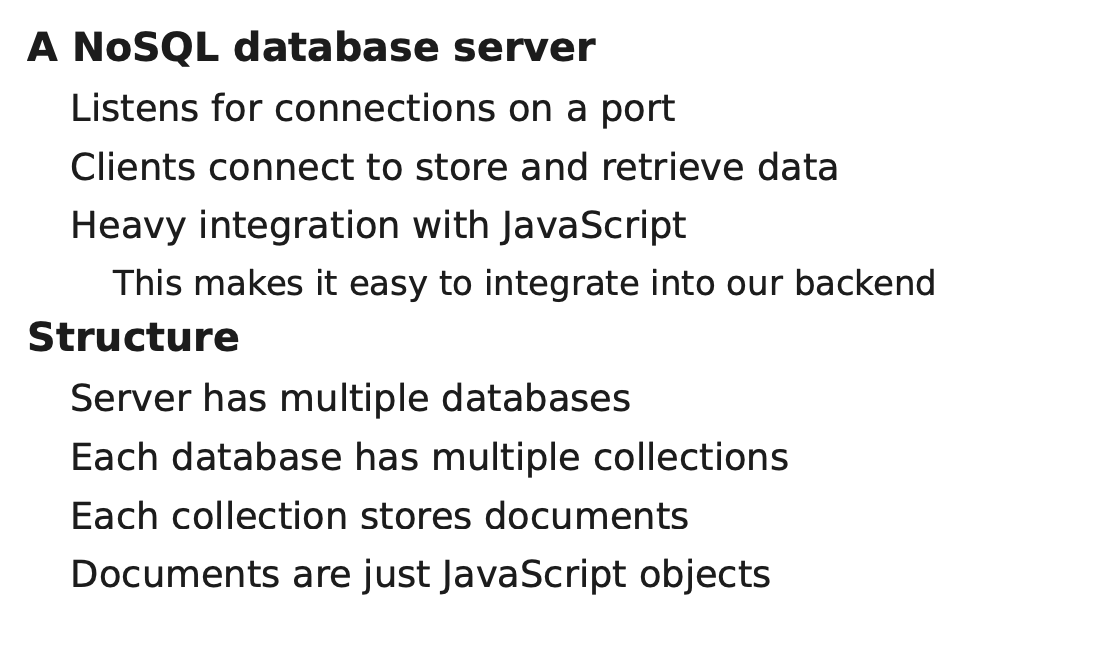 A NoSQL database server
Listens for connections on a port
Clients connect to store and retrieve data
Heavy integration with JavaScript
This makes it easy to integrate into our backend
Structure
Server has multiple databases
Each database has multiple collections
Each collection stores documents
Documents are just JavaScript objects